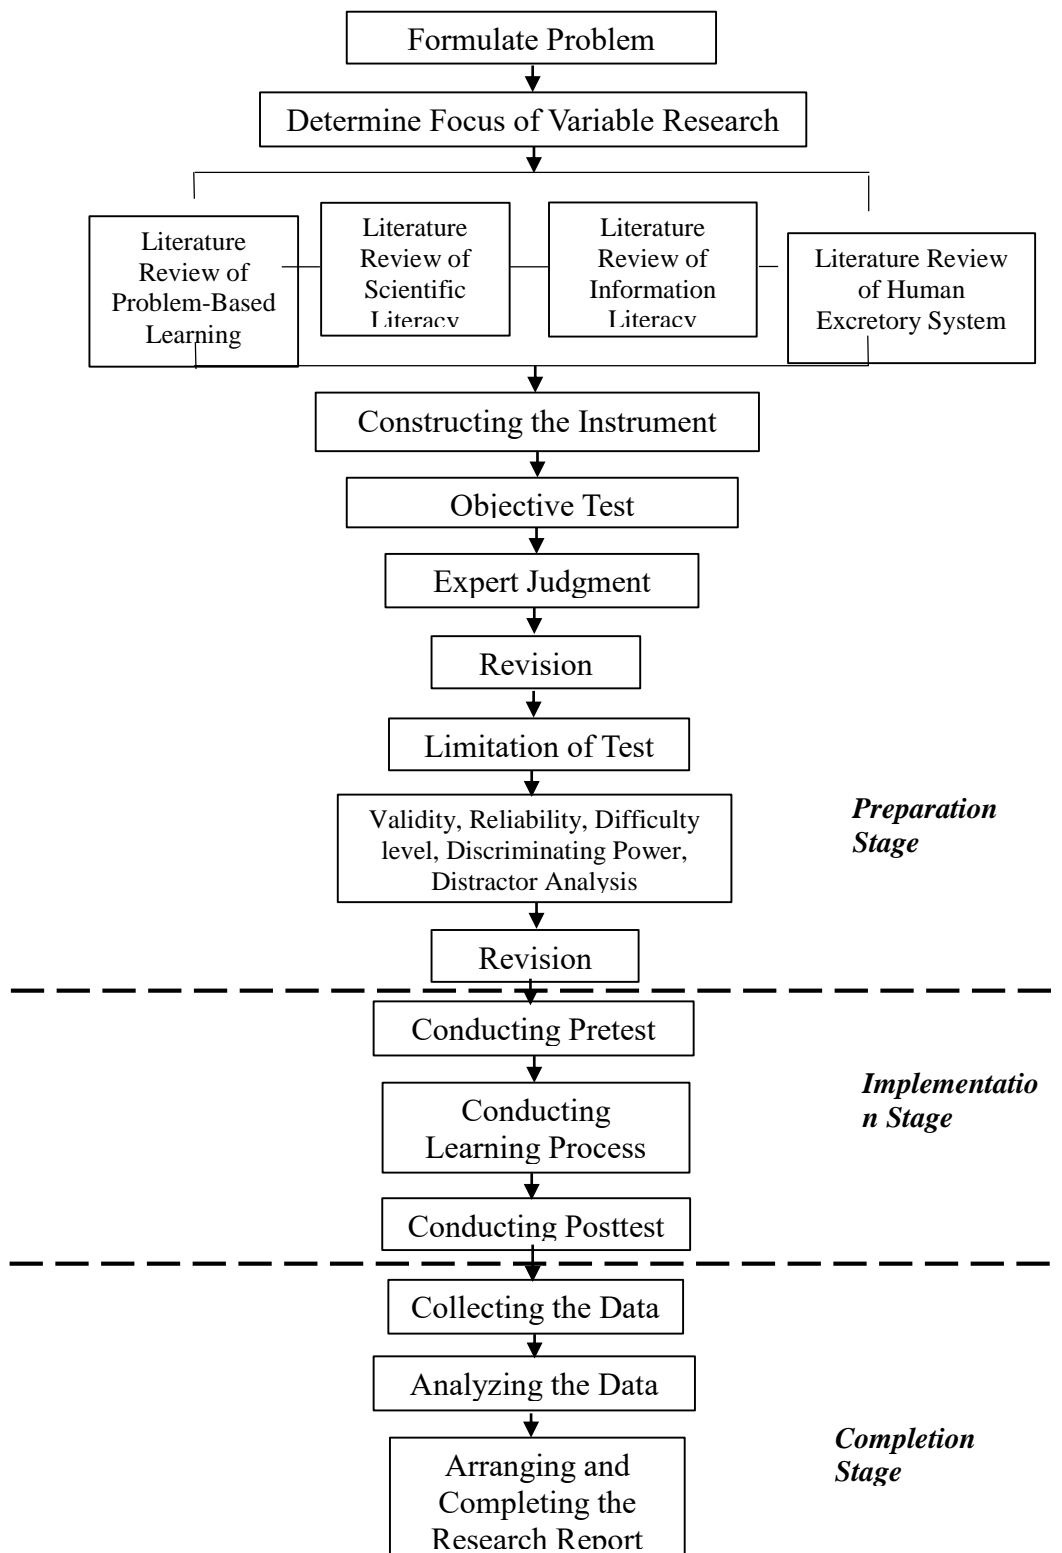 Formulate Problem
Determine Focus of Variable Research
Literature
Review of
Problem-Based
Learning
Literature
Review of
Scientific
Literacy
Literature
Review of
Information
Literacy
Literature Review
of Human
Excretory System
Constructing the Instrument
Objective Test
Expert Judgment
Revision
Limitation of Test
Validity, Reliability, Difficulty
level, Discriminating Power,
Distractor Analysis
Preparation
Stage
Revision
Conducting Pretest
Conducting
Learning Process
Implementatio
n Stage
Conducting Posttest
Collecting the Data
Analyzing the Data
Arranging and
Completing the
Research Report
Completion
Stage